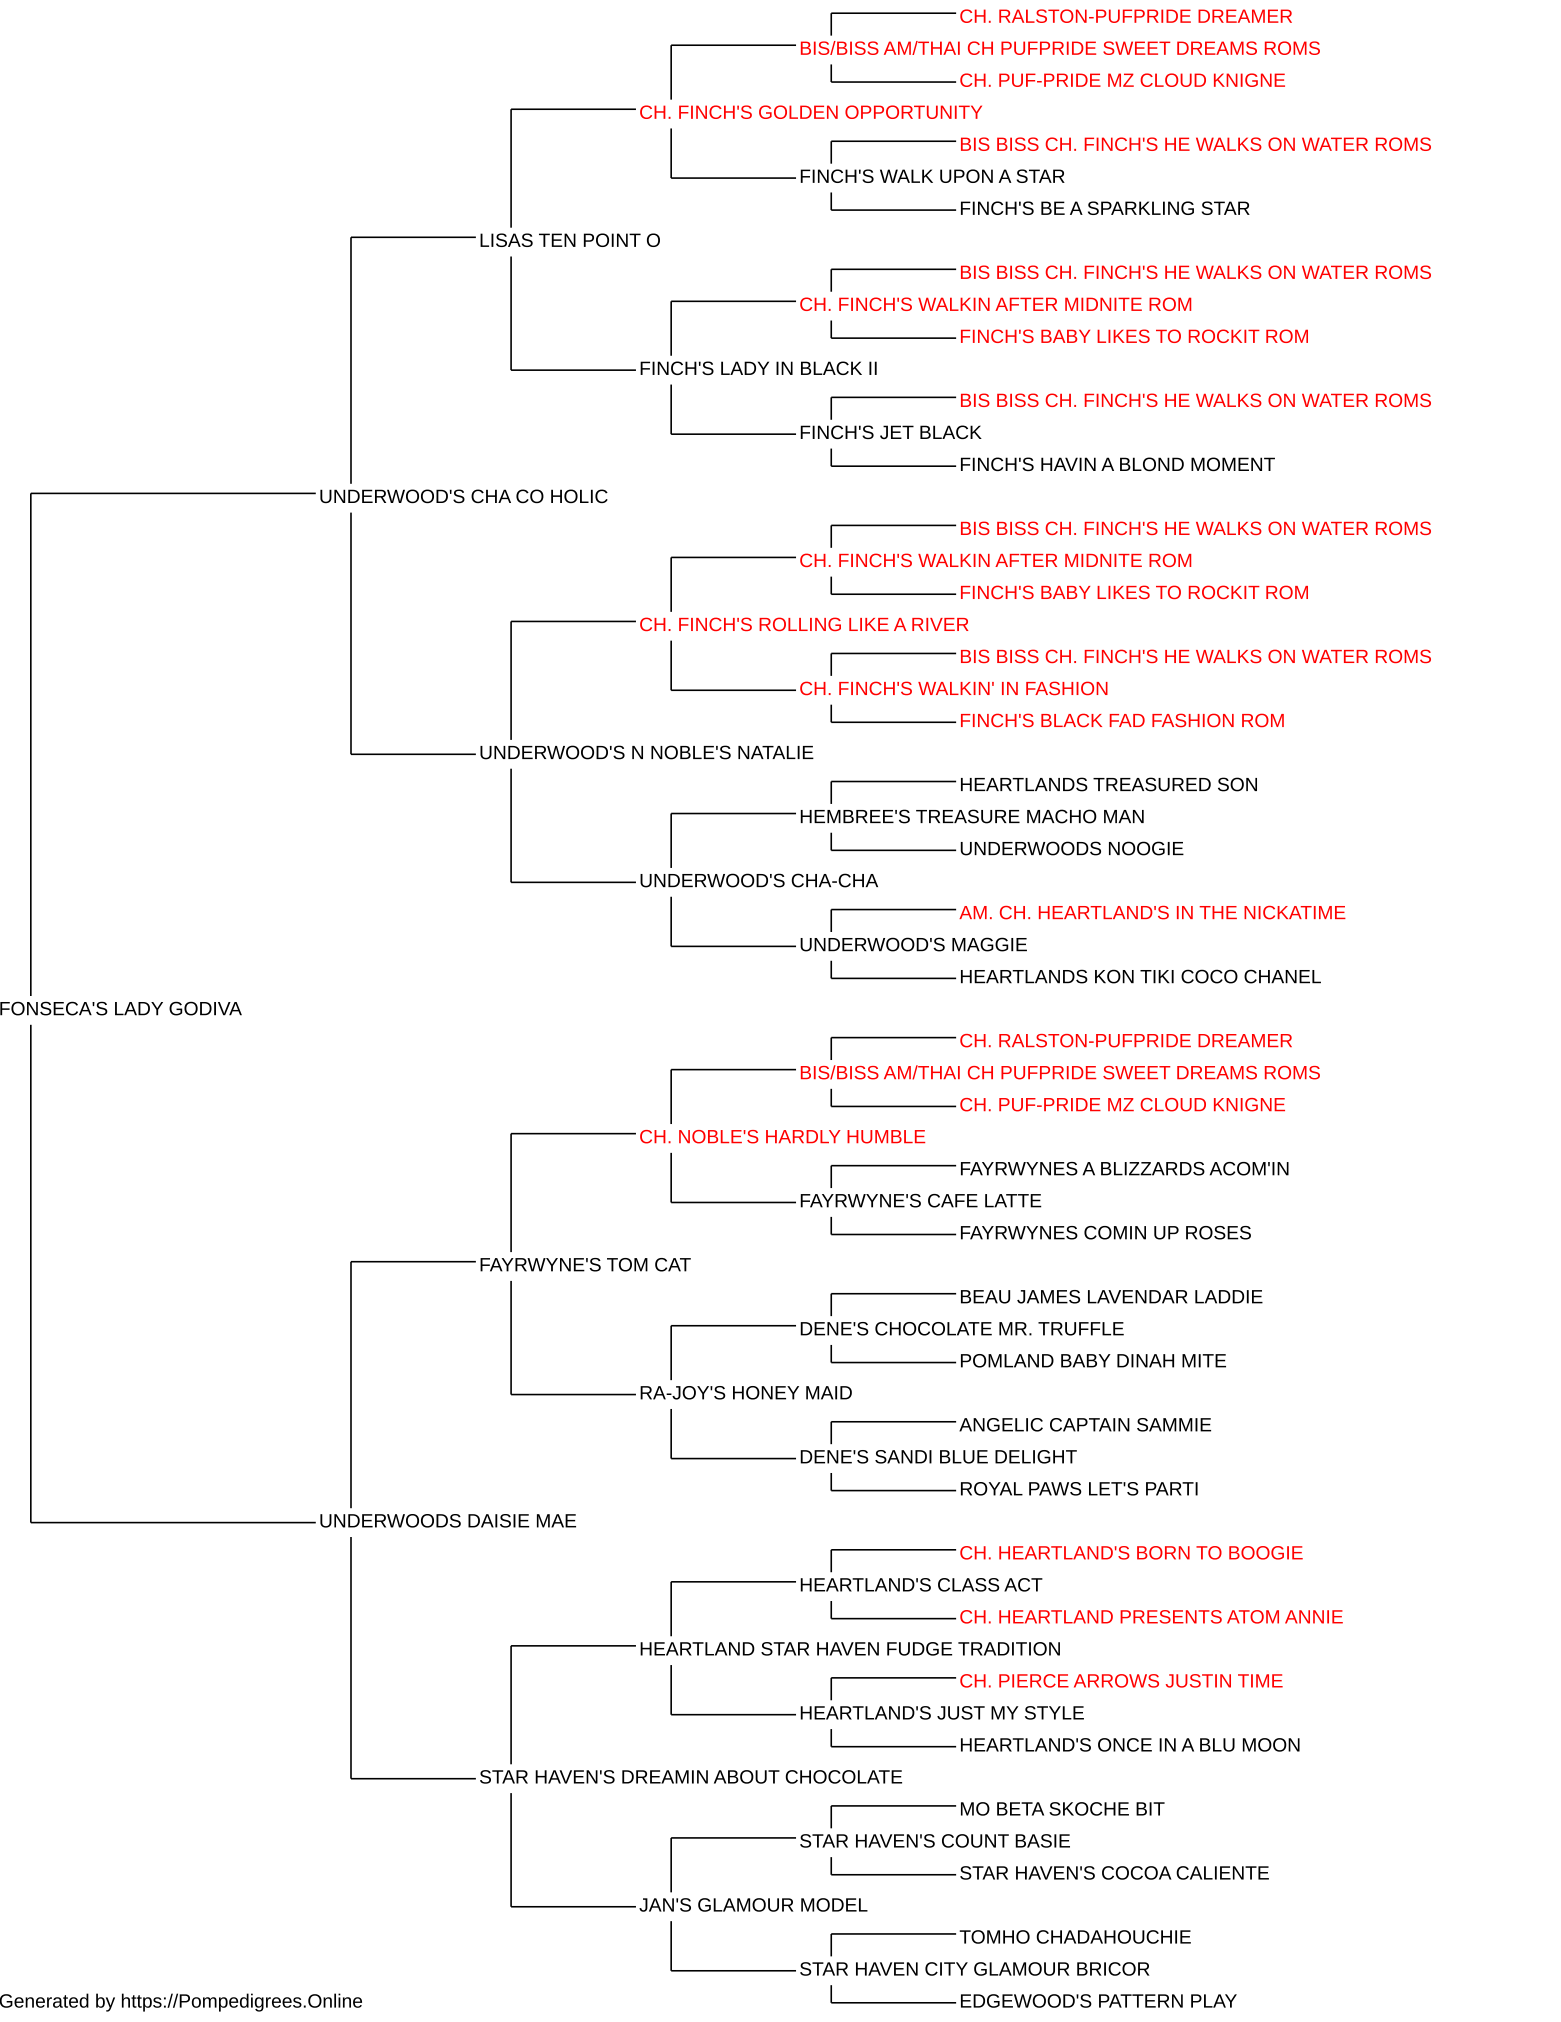 CH. RALSTON-PUFPRIDE DREAMER
BIS/BISS AM/THAI CH PUFPRIDE SWEET DREAMS ROMS
CH. PUF-PRIDE MZ CLOUD KNIGNE
CH. FINCH'S GOLDEN OPPORTUNITY
BIS BISS CH. FINCH'S HE WALKS ON WATER ROMS
FINCH'S WALK UPON A STAR
FINCH'S BE A SPARKLING STAR
LISAS TEN POINT O
BIS BISS CH. FINCH'S HE WALKS ON WATER ROMS
CH. FINCH'S WALKIN AFTER MIDNITE ROM
FINCH'S BABY LIKES TO ROCKIT ROM
FINCH'S LADY IN BLACK II
BIS BISS CH. FINCH'S HE WALKS ON WATER ROMS
FINCH'S JET BLACK
FINCH'S HAVIN A BLOND MOMENT
UNDERWOOD'S CHA CO HOLIC
BIS BISS CH. FINCH'S HE WALKS ON WATER ROMS
CH. FINCH'S WALKIN AFTER MIDNITE ROM
FINCH'S BABY LIKES TO ROCKIT ROM
CH. FINCH'S ROLLING LIKE A RIVER
BIS BISS CH. FINCH'S HE WALKS ON WATER ROMS
CH. FINCH'S WALKIN' IN FASHION
FINCH'S BLACK FAD FASHION ROM
UNDERWOOD'S N NOBLE'S NATALIE
HEARTLANDS TREASURED SON
HEMBREE'S TREASURE MACHO MAN
UNDERWOODS NOOGIE
UNDERWOOD'S CHA-CHA
AM. CH. HEARTLAND'S IN THE NICKATIME
UNDERWOOD'S MAGGIE
HEARTLANDS KON TIKI COCO CHANEL
FONSECA'S LADY GODIVA
CH. RALSTON-PUFPRIDE DREAMER
BIS/BISS AM/THAI CH PUFPRIDE SWEET DREAMS ROMS
CH. PUF-PRIDE MZ CLOUD KNIGNE
CH. NOBLE'S HARDLY HUMBLE
FAYRWYNES A BLIZZARDS ACOM'IN
FAYRWYNE'S CAFE LATTE
FAYRWYNES COMIN UP ROSES
FAYRWYNE'S TOM CAT
BEAU JAMES LAVENDAR LADDIE
DENE'S CHOCOLATE MR. TRUFFLE
POMLAND BABY DINAH MITE
RA-JOY'S HONEY MAID
ANGELIC CAPTAIN SAMMIE
DENE'S SANDI BLUE DELIGHT
ROYAL PAWS LET'S PARTI
UNDERWOODS DAISIE MAE
CH. HEARTLAND'S BORN TO BOOGIE
HEARTLAND'S CLASS ACT
CH. HEARTLAND PRESENTS ATOM ANNIE
HEARTLAND STAR HAVEN FUDGE TRADITION
CH. PIERCE ARROWS JUSTIN TIME
HEARTLAND'S JUST MY STYLE
HEARTLAND'S ONCE IN A BLU MOON
STAR HAVEN'S DREAMIN ABOUT CHOCOLATE
MO BETA SKOCHE BIT
STAR HAVEN'S COUNT BASIE
STAR HAVEN'S COCOA CALIENTE
JAN'S GLAMOUR MODEL
TOMHO CHADAHOUCHIE
STAR HAVEN CITY GLAMOUR BRICOR
EDGEWOOD'S PATTERN PLAY
Generated by https://Pompedigrees.Online